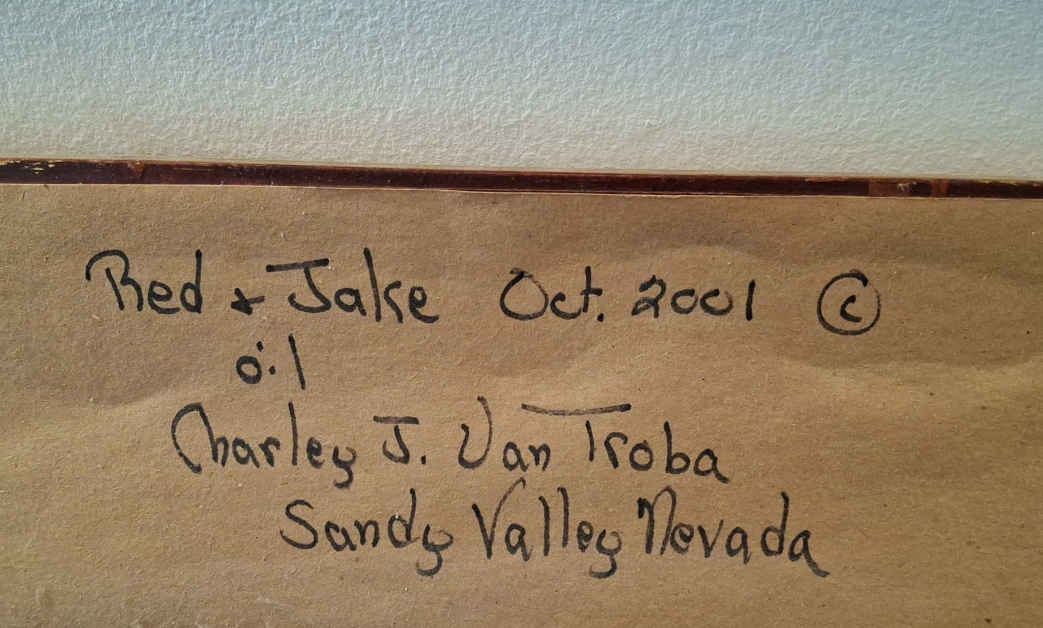 Red & Jake Oct. 2001 ©
oil
Charley J. Van Troba
Sandy Valley Nevada